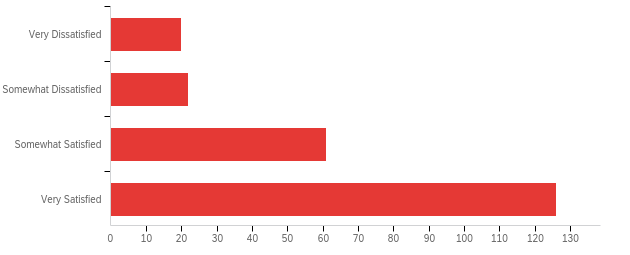 Very Dissatisfied
Somewhat Dissatisfied
Somewhat Satisfied
Very Satisfied
0 10 20 30 40 50 60 70 80 90 100 110 120 130